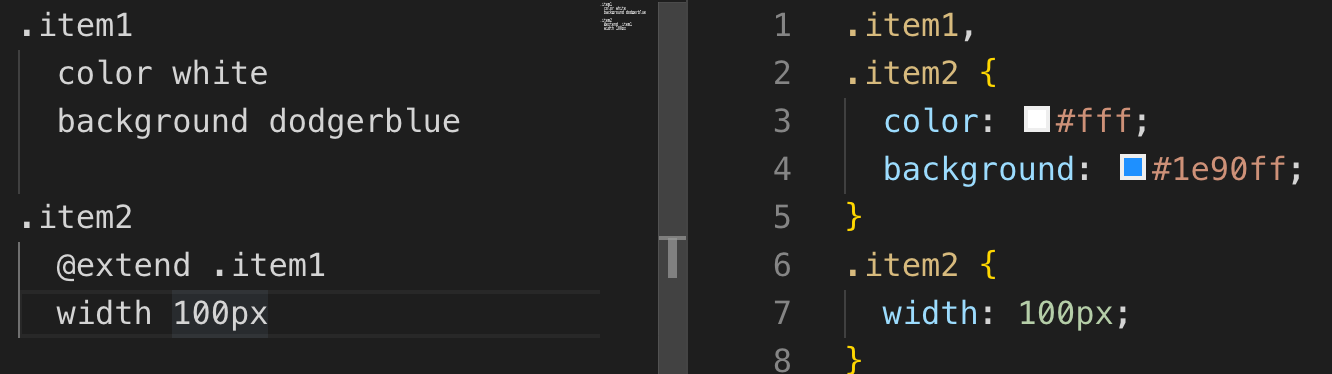 .item1
color white
background dodgerblue
.item2
@extend .item1
width 100px
1 .item1,
2 .item2 {
3 color: #fff;
4 background: #1e90ff;
5 }
6 .item2 {
7 width: 100px;
8 }